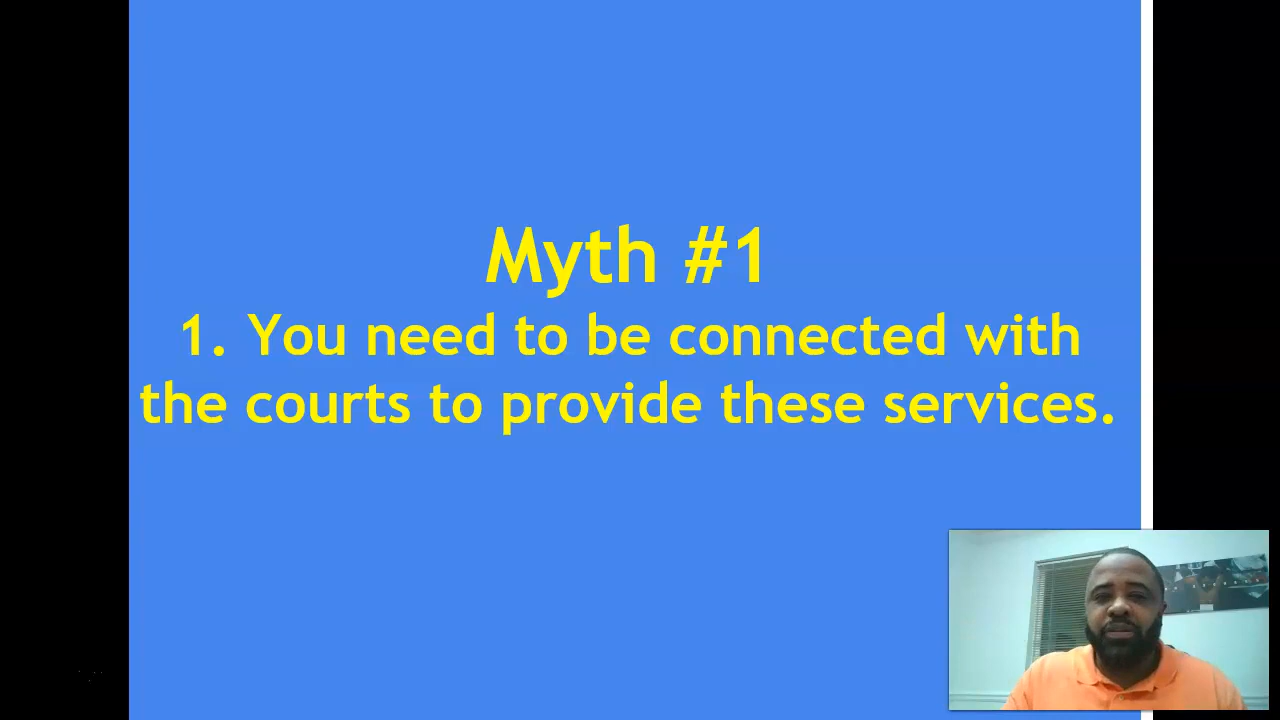 Myth #1
1. You need to be connected with
the courts to provide these services.